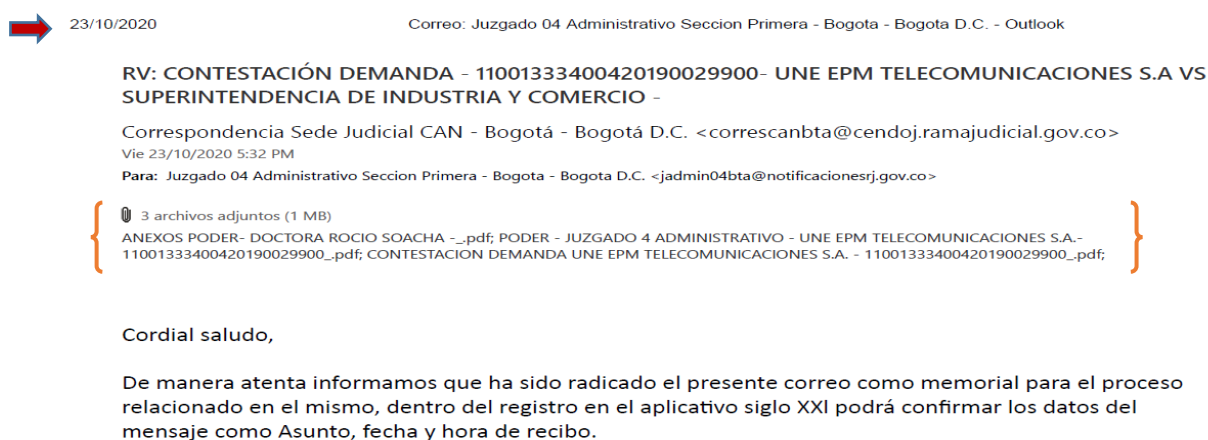 23/10/2020 Correo: Juzgado 04 Administrativo Seccion Primera - Bogota - Bogota D.C. - Outlook
RV: CONTESTACIÓN DEMANDA - 11001333400420190029900- UNE EPM TELECOMUNICACIONES S.A VS
SUPERINTENDENCIA DE INDUSTRIA Y COMERCIO -
Correspondencia Sede Judicial CAN - Bogotá - Bogotá D.C. <correscanbta@cendoj.ramajudicial.gov.co>
Vie 23/10/2020 5:32 PM
Para: Juzgado 04 Administrativo Seccion Primera - Bogota - Bogota D.C. <jadmin04bta@notificacionesrj.gov.co>
3 archivos adjuntos (1 MB)
ANEXOS PODER- DOCTORA ROCIO SOACHA -_.pdf; PODER - JUZGADO 4 ADMINISTRATIVO - UNE EPM TELECOMUNICACIONES S.A.-
11001333400420190029900_.pdf; CONTESTACION DEMANDA UNE EPM TELECOMUNICACIONES S.A. - 11001333400420190029900_.pdf;
Cordial saludo,
De manera atenta informamos que ha sido radicado el presente correo como memorial para el proceso
relacionado en el mismo, dentro del registro en el aplicativo siglo XXI podrá confirmar los datos del
mensaje como Asunto, fecha y hora de recibo.